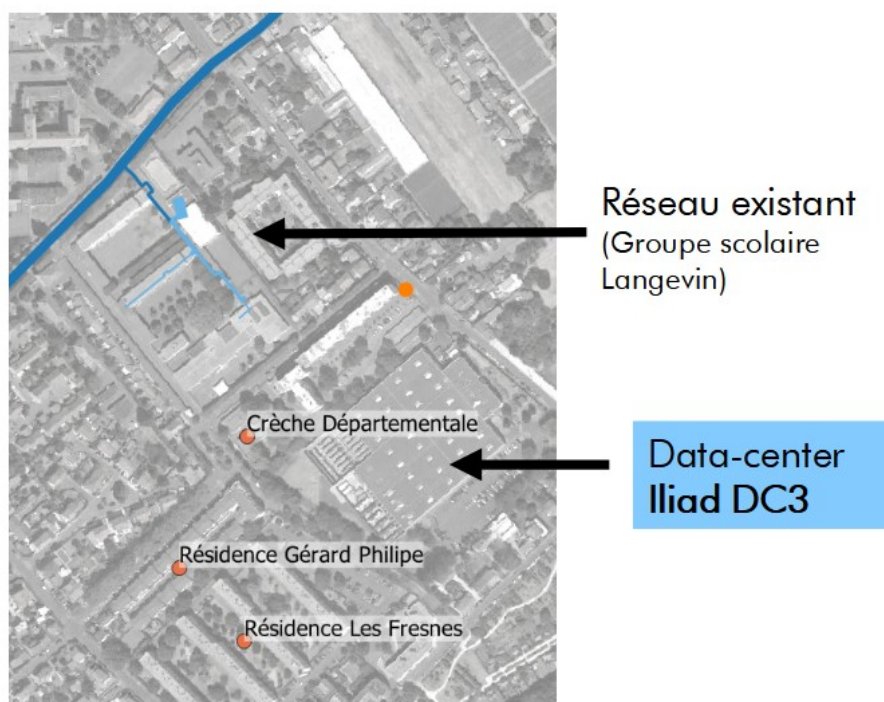 Réseau existant
(Groupe scolaire
Langevin)
Crèche Départementale
Data-center
Iliad DC3
Résidence Gérard Philipe
Résidence Les Fresnes